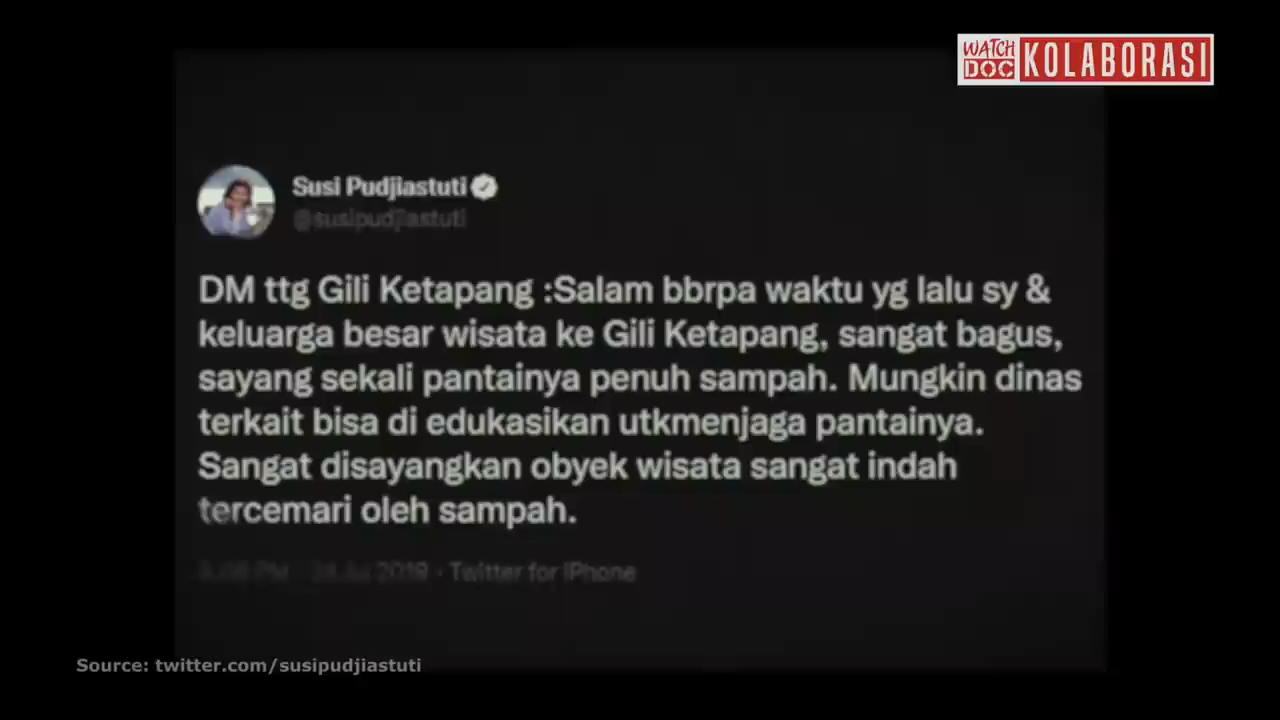 WATCH
DOC
KOLABORASI
Susi Pudjiastuti
@susipudjiastuti
DM ttg Gili Ketapang :Salam bbrpa waktu yg lalu sy &
keluarga besar wisata ke Gili Ketapang, sangat bagus,
sayang sekali pantainya penuh sampah. Mungkin dinas
terkait bisa di edukasikan utkmenjaga pantainya.
Sangat disayangkan obyek wisata sangat indah
tercemari oleh sampah.
2019 · Twitter for iPhone
Source: twitter.com/susipudjiastuti